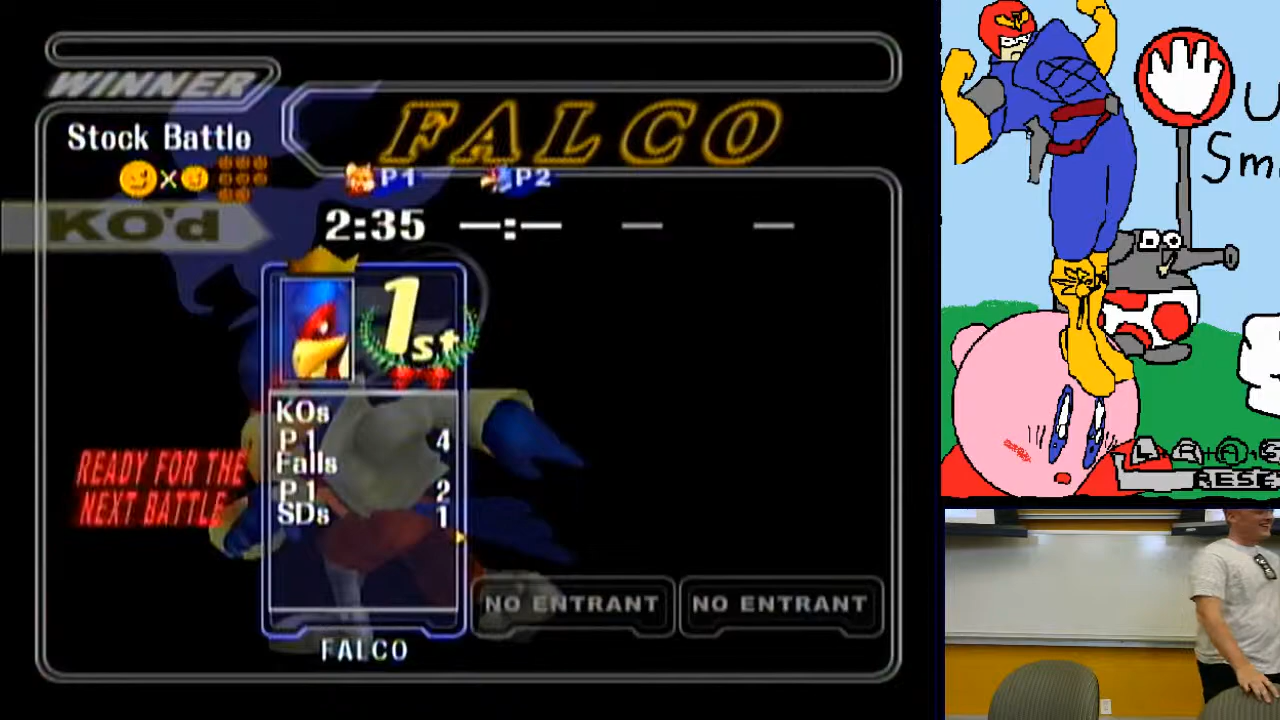 WINNER
Stock Battle
FALCO
P1 P2
KO'd
2:35 —:— — —
1st
KOs
P1 4
Falls
P1 2
SDs 1
READY FOR THE
NEXT BATTLE
NO ENTRANT NO ENTRANT
FALCO
U
Sm
RESE